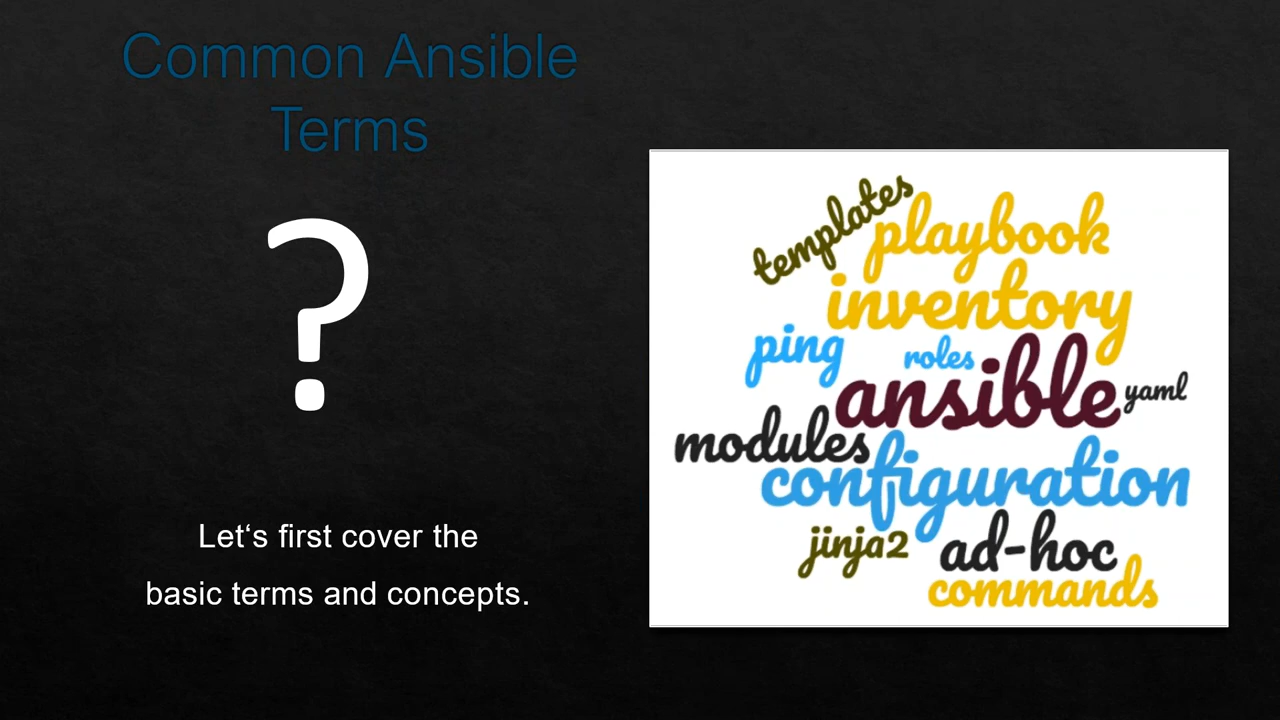 Common Ansible
Terms
?
Let‘s first cover the
basic terms and concepts.
templates
playbook
inventory
ping
roles
ansible
yaml
modules
configuration
jinja2
ad-hoc
commands